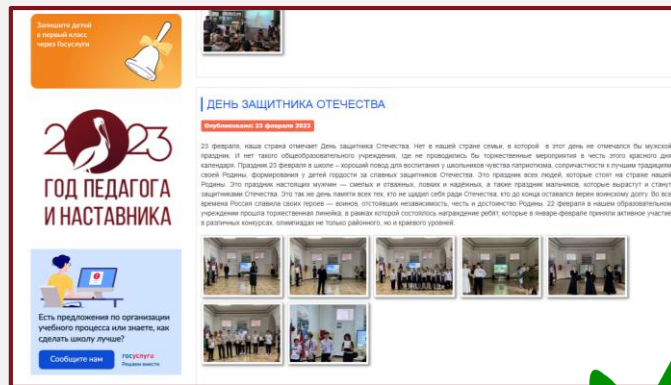 Запишите детей
в первый класс
через Госуслуги
2023
ГОД ПЕДАГОГА
И НАСТАВНИКА
Есть предложения по организации
учебного процесса или знаете, как
сделать школу лучше?
Сообщите нам
госуслуги
Решаем вместе
ДЕНЬ ЗАЩИТНИКА ОТЕЧЕСТВА
Опубликовано: 23 февраля 2023
23 февраля, наша страна отмечает День защитника Отечества. Нет в нашей стране семьи, в которой в этот день не отмечался бы мужской
праздник. И нет такого общеобразовательного учреждения, где не проводились бы торжественные мероприятия в честь этого красного дня
календаря. Праздник 23 февраля в школе – хороший повод для воспитания у школьников чувства патриотизма, сопричастности к лучшим традициям
своей Родины, формирования у детей гордости за славных защитников Отечества. Это праздник всех людей, которые стоят на страже нашей
Родины. Это праздник настоящих мужчин — смелых и отважных, ловких и надёжных, а также праздник мальчиков, которые вырастут и станут
защитниками Отечества. Это так же день памяти всех тех, кто не щадил себя ради Отечества, кто до конца оставался верен воинскому долгу. Во все
времена Россия славила своих героев — воинов, отстоявших независимость, честь и достоинство Родины. 22 февраля в нашем образовательном
учреждении прошла торжественная линейка, в рамках которой состоялось награждение ребят, которые в январе-феврале приняли активное участие
в различных конкурсах, олимпиадах не только районного, но и краевого уровней.